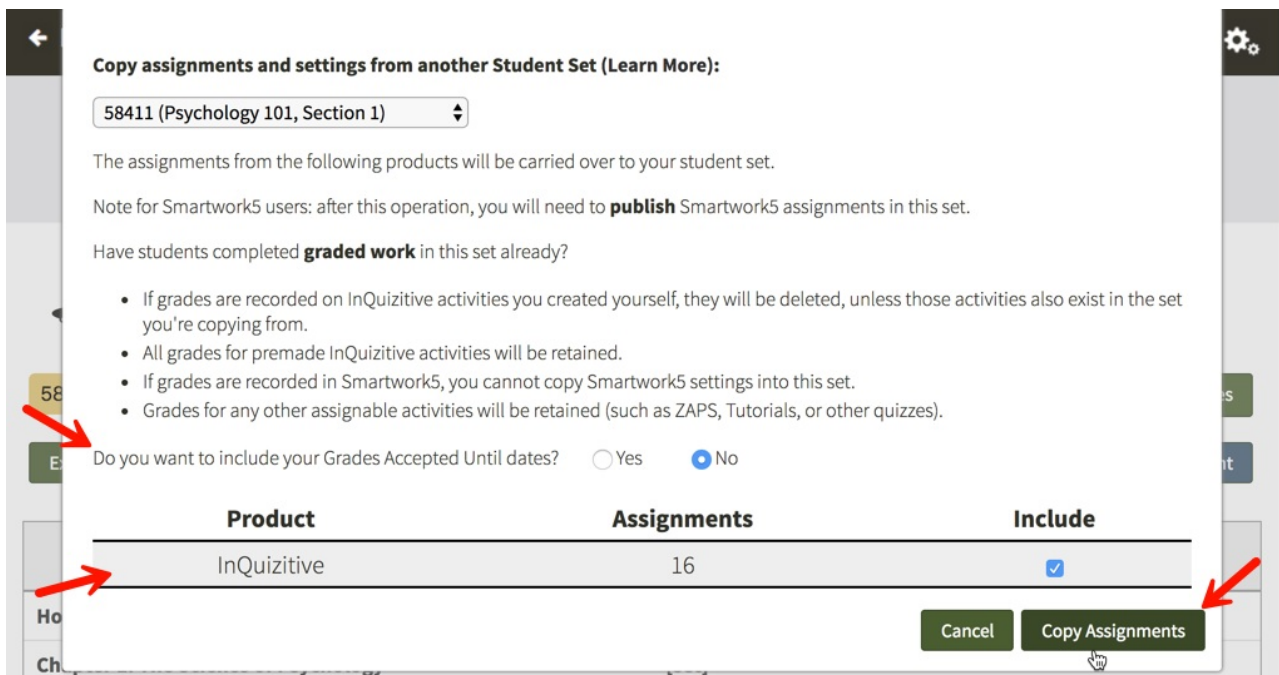 Copy assignments and settings from another Student Set (Learn More):
58411 (Psychology 101, Section 1)
The assignments from the following products will be carried over to your student set.
Note for Smartwork5 users: after this operation, you will need to publish Smartwork5 assignments in this set.
Have students completed graded work in this set already?
• If grades are recorded on InQuizitive activities you created yourself, they will be deleted, unless those activities also exist in the set
you're copying from.
• All grades for premade InQuizitive activities will be retained.
• If grades are recorded in Smartwork5, you cannot copy Smartwork5 settings into this set.
• Grades for any other assignable activities will be retained (such as ZAPS, Tutorials, or other quizzes).
Do you want to include your Grades Accepted Until dates? Yes No
Product Assignments Include
InQuizitive 16
Cancel Copy Assignments